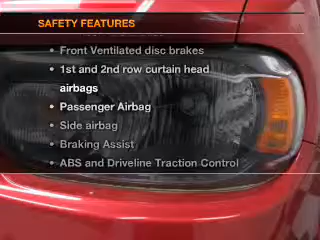 SAFETY FEATURES
• Front Ventilated disc brakes
• 1st and 2nd row curtain head
airbags
• Passenger Airbag
• Side airbag
• Braking Assist
• ABS and Driveline Traction Control